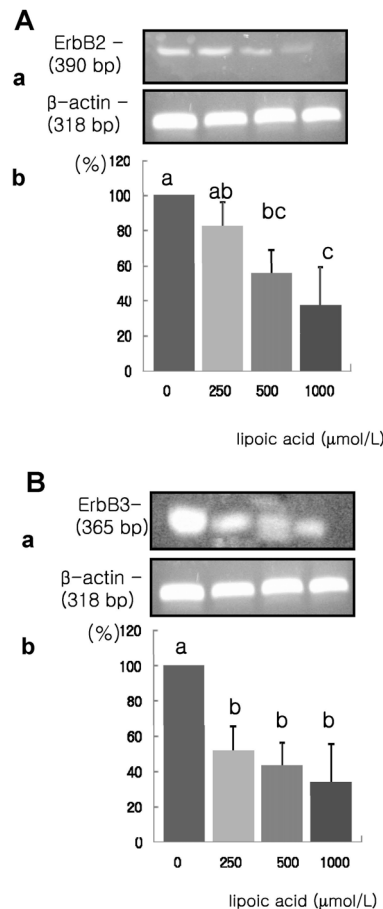 A
ErbB2 -
(390 bp)
a
β-actin -
(318 bp)
b
(%)
120
100
80
60
40
20
0
a
ab
bc
c
0 250 500 1000
lipoic acid (μmol/L)
B
ErbB3-
(365 bp)
a
β-actin -
(318 bp)
b
(%)
120
100
80
60
40
20
0
a
b
b
b
0 250 500 1000
lipoic acid (μmol/L)